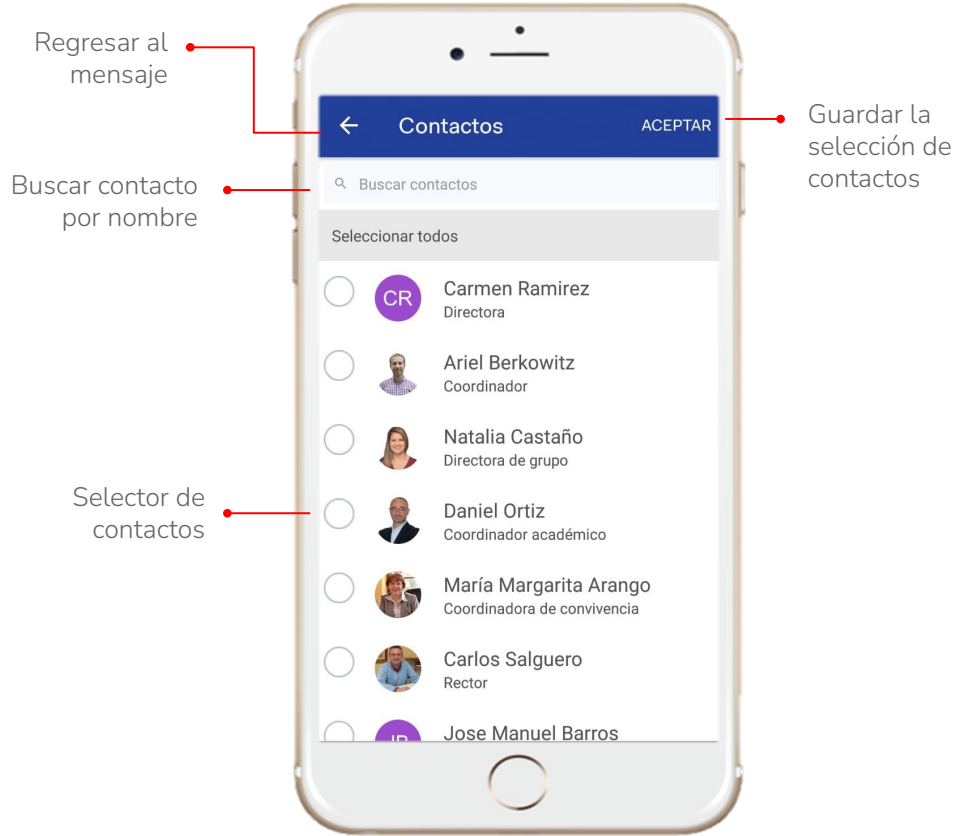 Regresar al
mensaje
Contactos
ACEPTAR
Guardar la
selección de
contactos
Buscar contacto
por nombre
Buscar contactos
Seleccionar todos
CR
Carmen Ramirez
Directora
Ariel Berkowitz
Coordinador
Natalia Castaño
Directora de grupo
Selector de
contactos
Daniel Ortiz
Coordinador académico
María Margarita Arango
Coordinadora de convivencia
Carlos Salguero
Rector
Jose Manuel Barros